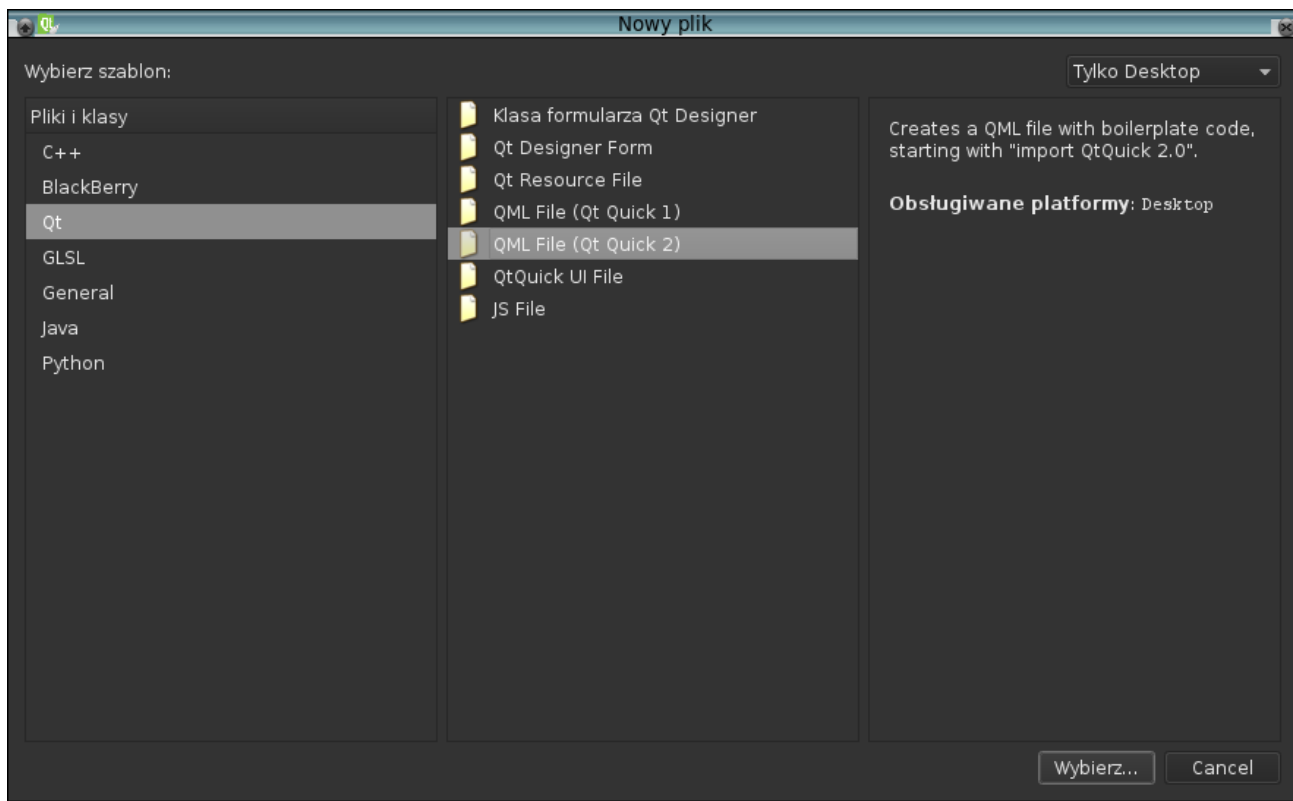 Nowy plik
Wybierz szablon:
Tylko Desktop
Pliki i klasy
C++
BlackBerry
Qt
GLSL
General
Java
Python
Klasa formularza Qt Designer
Qt Designer Form
Qt Resource File
QML File (Qt Quick 1)
QML File (Qt Quick 2)
QtQuick UI File
JS File
Creates a QML file with boilerplate code,
starting with "import QtQuick 2.0".
Obsługiwane platformy: Desktop
Wybierz...
Cancel